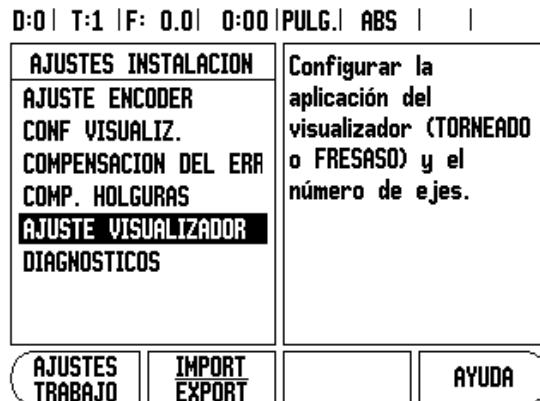 D:0 | T:1 | F: 0.0 | 0:00 | PULG. | ABS | |
AJUSTES INSTALACION
AJUSTE ENCODER
CONF VISUALIZ.
COMPENSACION DEL ERR
COMP. HOLGURAS
AJUSTE VISUALIZADOR
DIAGNOSTICOS
Configurar la
aplicación del
visualizador (TORNEADO
o FRESASO) y el
número de ejes.
AJUSTES
TRABAJO
IMPORT
EXPORT
AYUDA